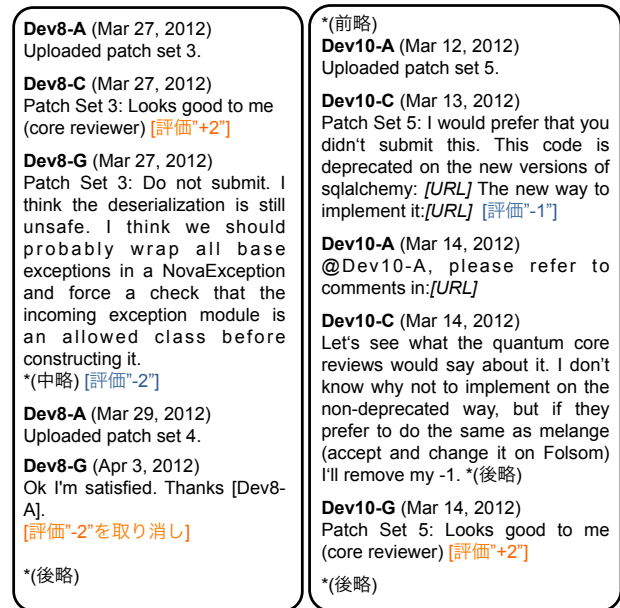 Dev8-A (Mar 27, 2012)
Uploaded patch set 3.
Dev8-C (Mar 27, 2012)
Patch Set 3: Looks good to me
(core reviewer) [評価"+2"]
Dev8-G (Mar 27, 2012)
Patch Set 3: Do not submit. I
think the deserialization is still
unsafe. I think we should
probably wrap all base
exceptions in a NovaException
and force a check that the
incoming exception module is
an allowed class before
constructing it.
*(中略) [評価"-2"]
Dev8-A (Mar 29, 2012)
Uploaded patch set 4.
Dev8-G (Apr 3, 2012)
Ok I'm satisfied. Thanks [Dev8-
A].
[評価"-2"を取り消し]
*(後略)
*(前略)
Dev10-A (Mar 12, 2012)
Uploaded patch set 5.
Dev10-C (Mar 13, 2012)
Patch Set 5: I would prefer that you
didn't submit this. This code is
deprecated on the new versions of
sqlalchemy: [URL] The new way to
implement it:[URL] [評価"-1"]
Dev10-A (Mar 14, 2012)
@Dev10-A, please refer to
comments in:[URL]
Dev10-C (Mar 14, 2012)
Let's see what the quantum core
reviews would say about it. I don't
know why not to implement on the
non-deprecated way, but if they
prefer to do the same as melange
(accept and change it on Folsom)
I'll remove my -1. *(後略)
Dev10-G (Mar 14, 2012)
Patch Set 5: Looks good to me
(core reviewer) [評価"+2"]
*(後略)